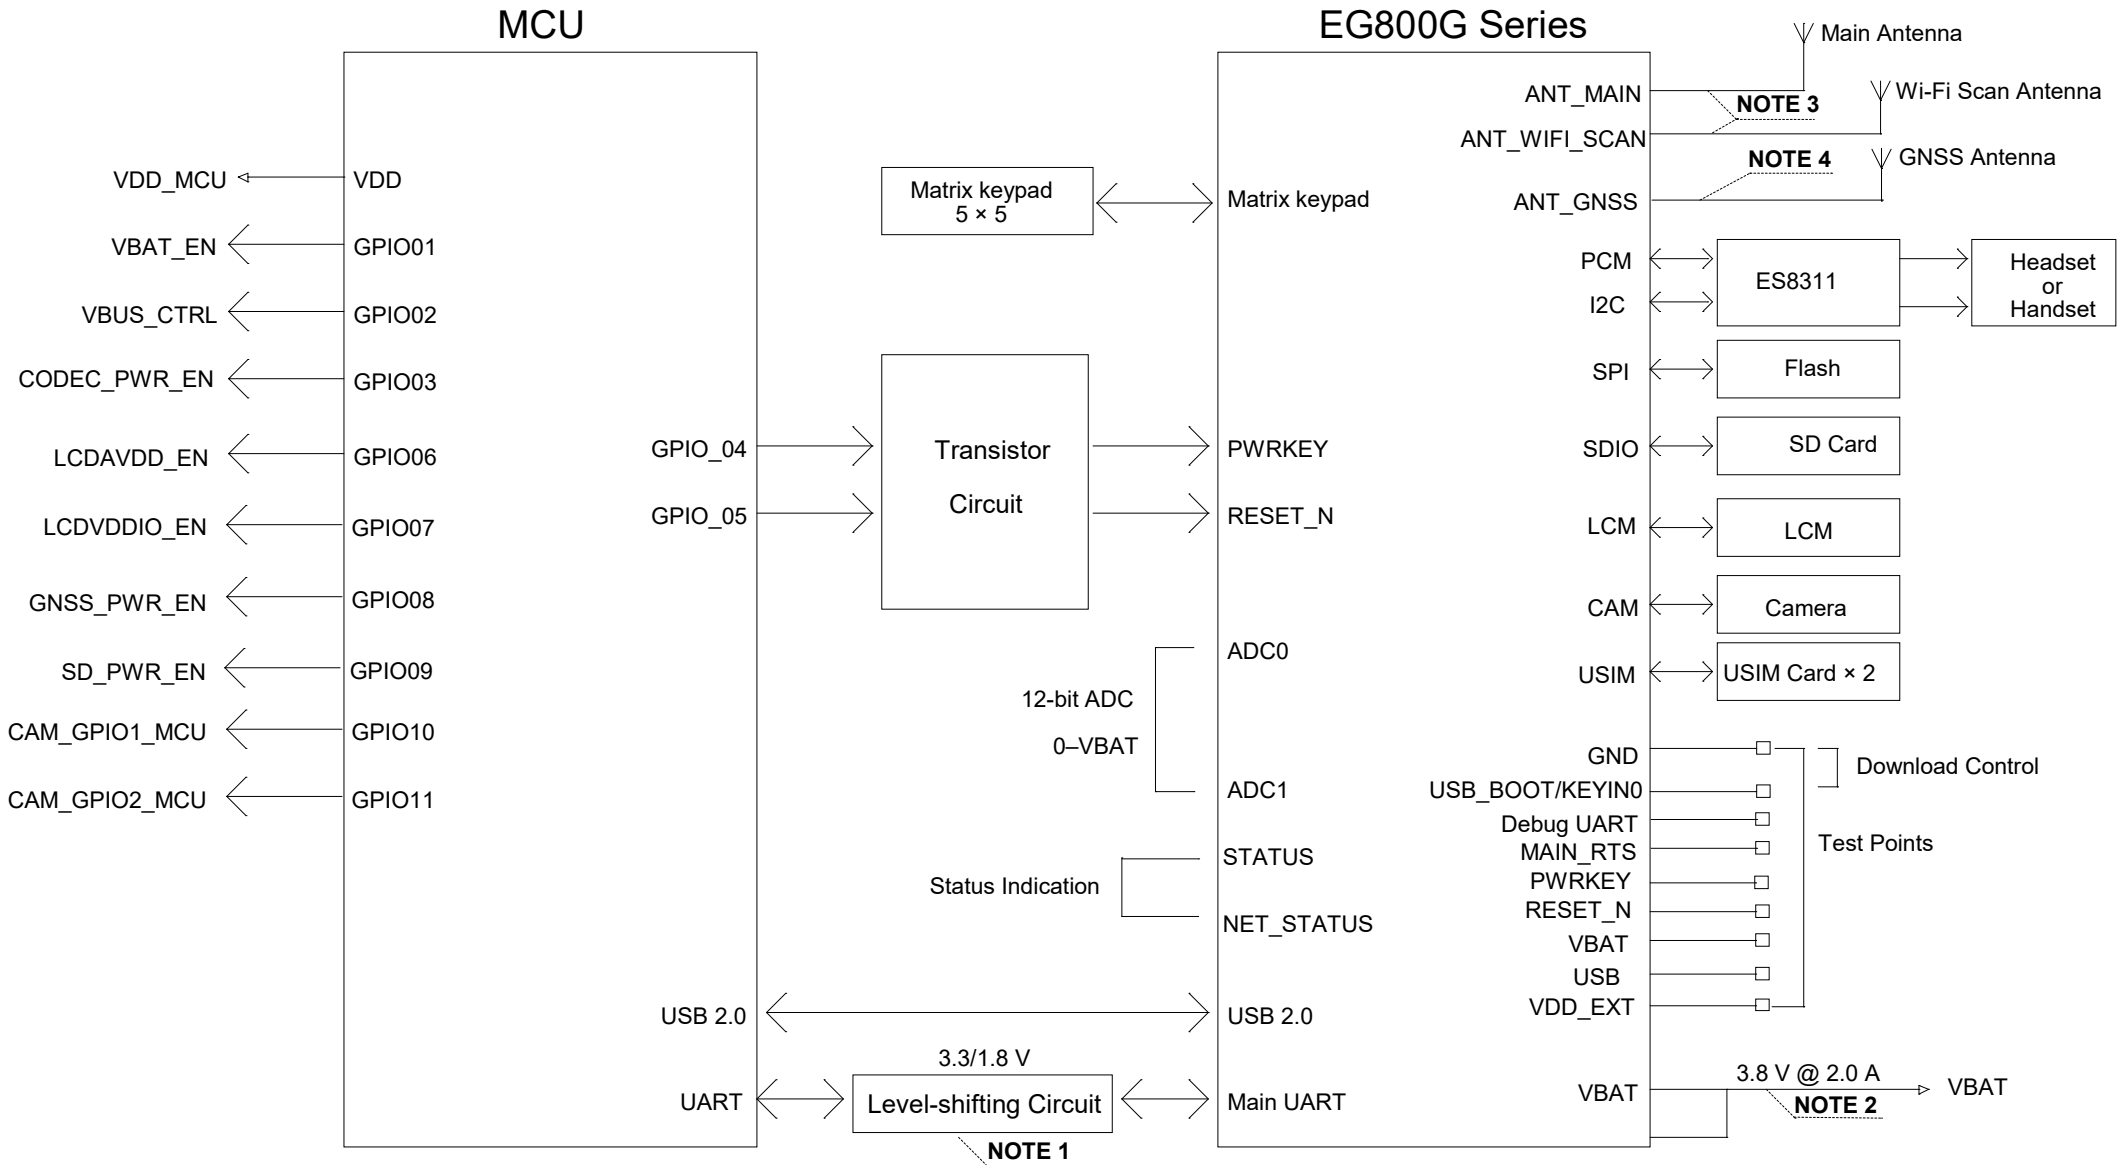 MCU
EG800G Series
VDD_MCU
VBAT_EN
VBUS_CTRL
CODEC_PWR_EN
LCDAVDD_EN
LCDVDDIO_EN
GNSS_PWR_EN
SD_PWR_EN
CAM_GPIO1_MCU
CAM_GPIO2_MCU
VDD
GPIO01
GPIO02
GPIO03
GPIO06
GPIO07
GPIO08
GPIO09
GPIO10
GPIO11
GPIO_04
GPIO_05
USB 2.0
UART
Matrix keypad
5 × 5
Transistor
Circuit
12-bit ADC
0–VBAT
Status Indication
3.3/1.8 V
Level-shifting Circuit
NOTE 1
Matrix keypad
PWRKEY
RESET_N
ADC0
ADC1
STATUS
NET_STATUS
USB 2.0
Main UART
ANT_MAIN
ANT_WIFI_SCAN
ANT_GNSS
PCM
I2C
SPI
SDIO
LCM
CAM
USIM
GND
USB_BOOT/KEYIN0
Debug UART
MAIN_RTS
PWRKEY
RESET_N
VBAT
USB
VDD_EXT
VBAT
Main Antenna
NOTE 3
Wi-Fi Scan Antenna
NOTE 4
GNSS Antenna
ES8311
Headset
or
Handset
Flash
SD Card
LCM
Camera
USIM Card × 2
Download Control
Test Points
3.8 V @ 2.0 A
VBAT
NOTE 2